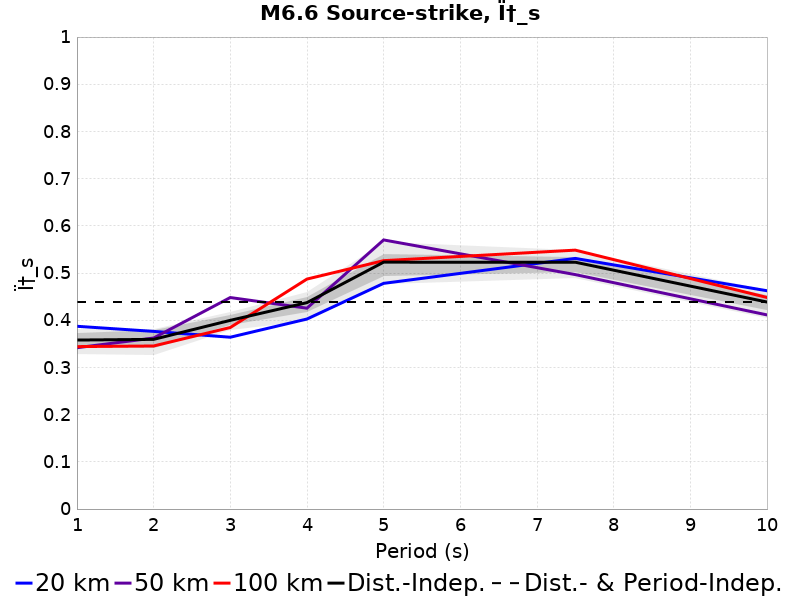 M6.6 Source-strike, Ï†_s
1
0.9
0.8
0.7
0.6
0.5
0.4
0.3
0.2
0.1
0
Ï†_s
1 2 3 4 5 6 7 8 9 10
Period (s)
20 km 50 km 100 km Dist.-Indep. Dist.- & Period-Indep.